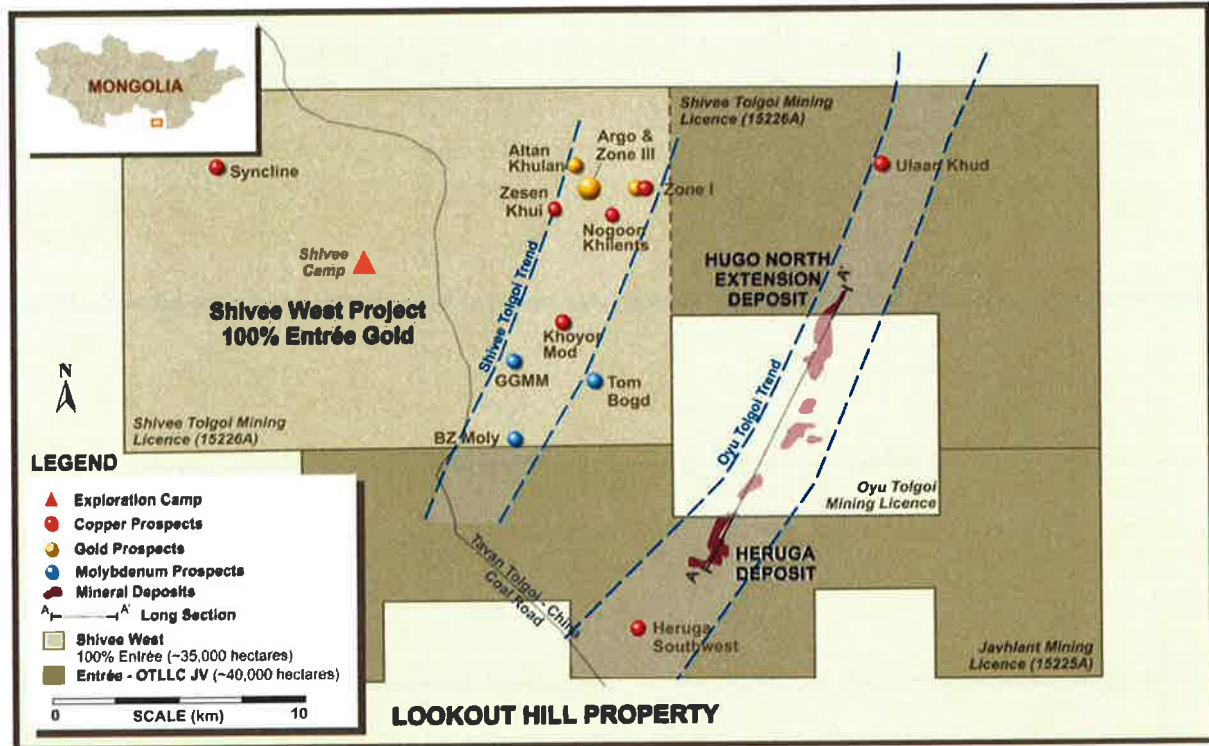 MONGOLIA
Syncline
Altan
Khulan
Argo &
Zone III
Shivee Tolgoi Mining
Licence (15226A)
Zesen
Khui
Zone I
Ulaan Khud
Nogoon
Khilents
Shivee
Camp
Shivee West Project
100% Entrée Gold
Shivee Tolgoi Trend
HUGO NORTH
EXTENSION
DEPOSIT
A'
Khoyor
Mod
GGMM
Tom
Bogd
N
Shivee Tolgoi Mining
Licence (15226A)
BZ Moly
Oyu Tolgoi Trend
Oyu Tolgoi
Mining Licence
HERUGA
DEPOSIT
A
Tavan Tolgoi - China
Coal Road
Heruga
Southwest
Javhlant Mining
Licence (15225A)
LEGEND
Exploration Camp
Copper Prospects
Gold Prospects
Molybdenum Prospects
Mineral Deposits
A A' Long Section
Shivee West
100% Entrée (~35,000 hectares)
Entrée - OTLLC JV (~40,000 hectares)
0 SCALE (km) 10
LOOKOUT HILL PROPERTY